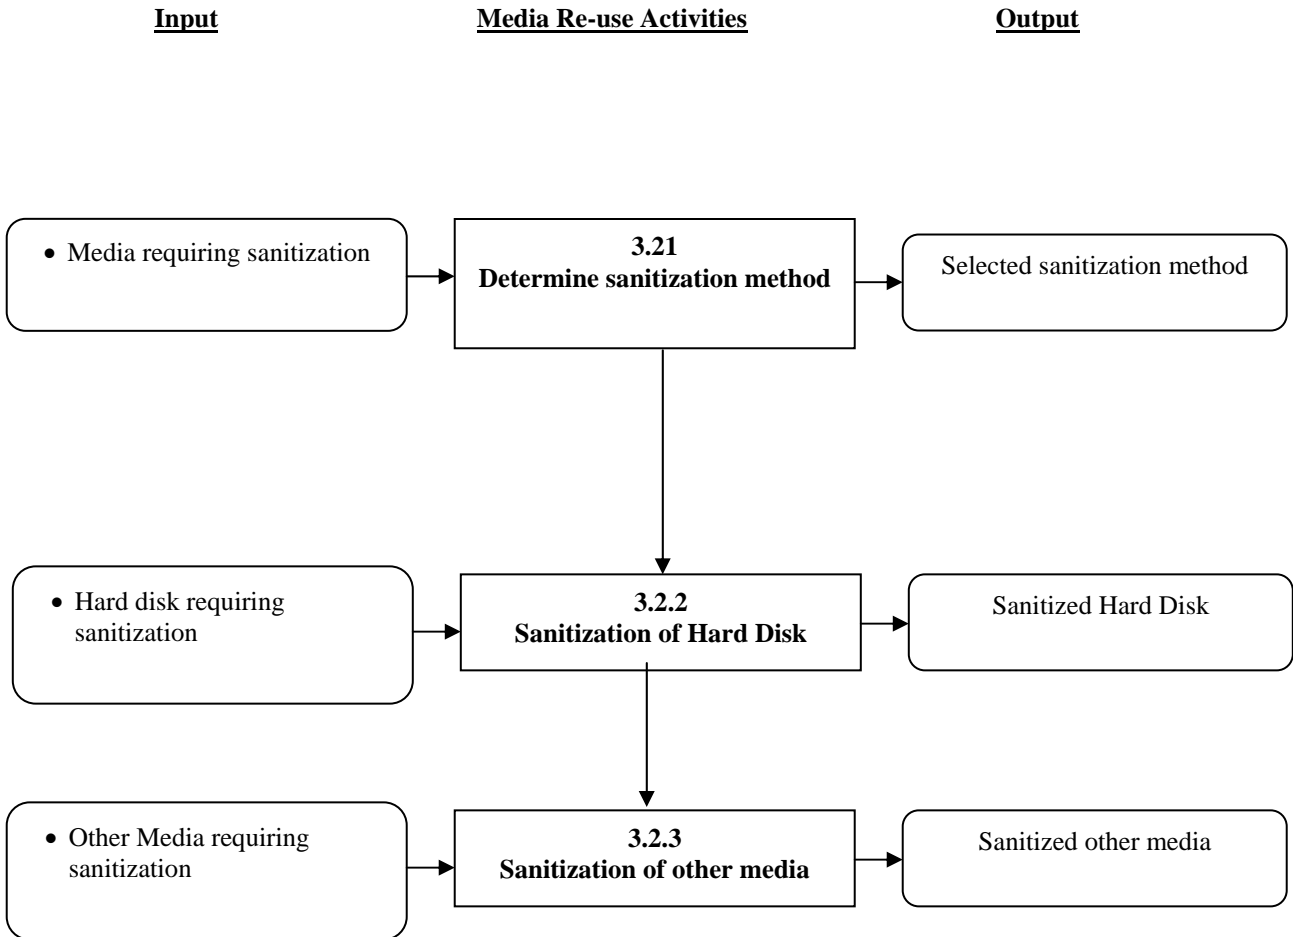 Input
Media Re-use Activities
Output
• Media requiring sanitization
3.21
Determine sanitization method
Selected sanitization method
• Hard disk requiring
sanitization
3.2.2
Sanitization of Hard Disk
Sanitized Hard Disk
• Other Media requiring
sanitization
3.2.3
Sanitization of other media
Sanitized other media